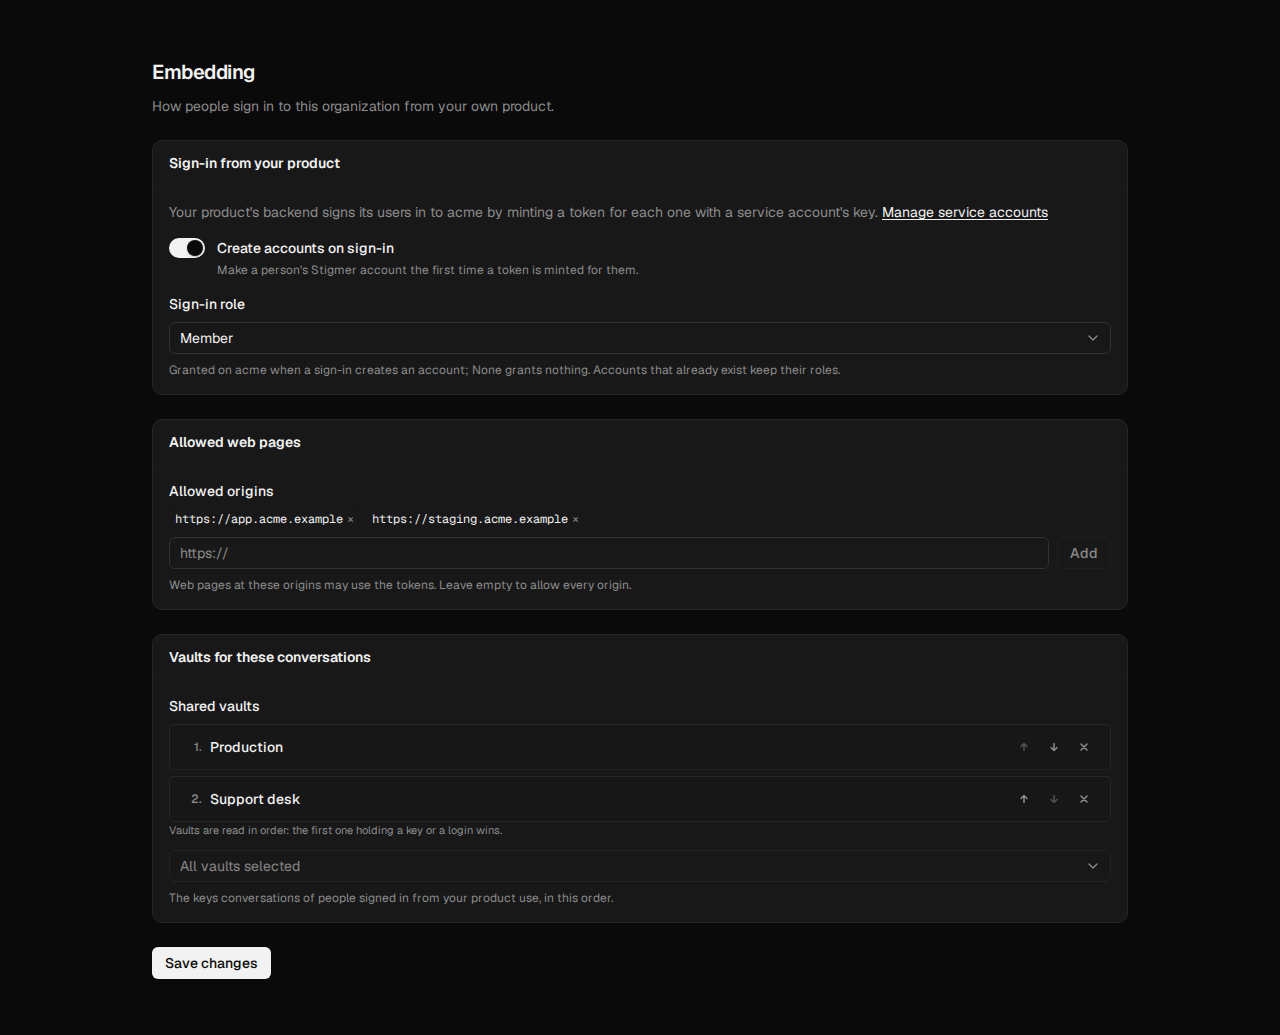 Embedding
How people sign in to this organization from your own product.
Sign-in from your product
Your product's backend signs its users in to acme by minting a token for each one with a service account's key. Manage service accounts
Create accounts on sign-in
Make a person's Stigmer account the first time a token is minted for them.
Sign-in role
Member
Granted on acme when a sign-in creates an account; None grants nothing. Accounts that already exist keep their roles.
Allowed web pages
Allowed origins
https://app.acme.example × https://staging.acme.example ×
https:// Add
Web pages at these origins may use the tokens. Leave empty to allow every origin.
Vaults for these conversations
Shared vaults
1. Production
2. Support desk
Vaults are read in order: the first one holding a key or a login wins.
All vaults selected
The keys conversations of people signed in from your product use, in this order.
Save changes